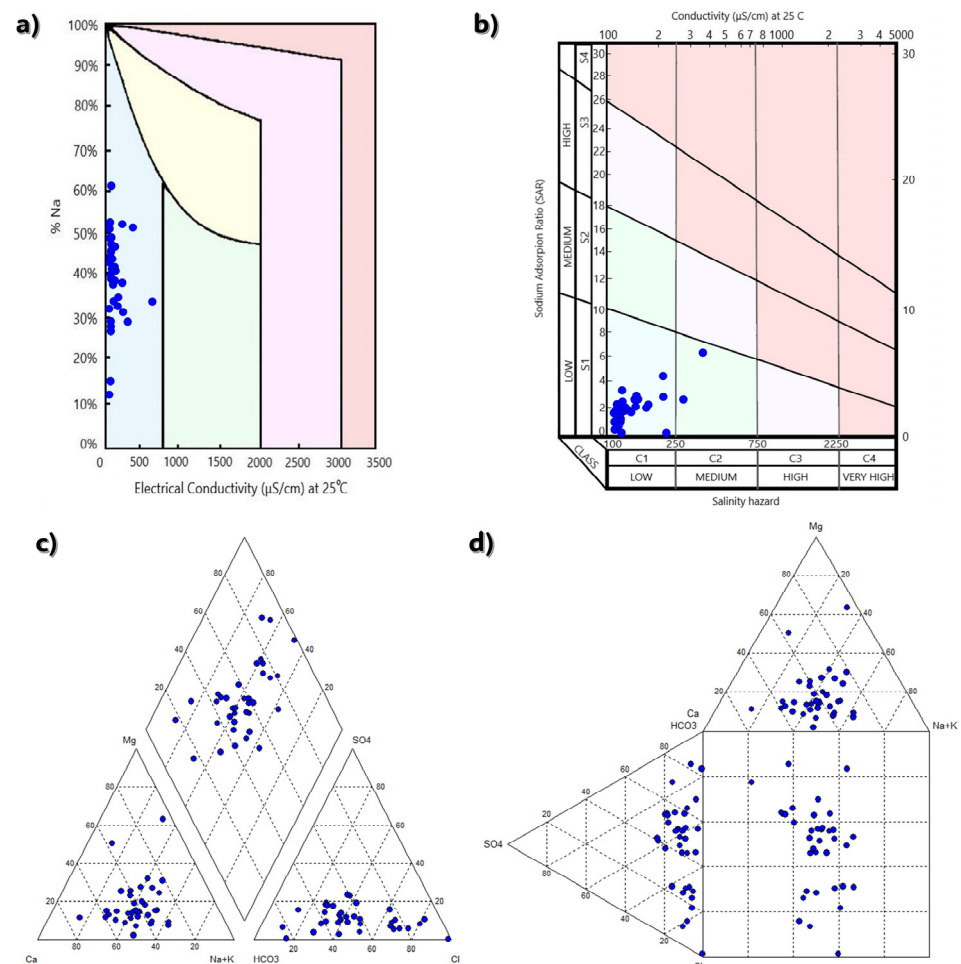 a)
100%
90%
80%
70%
60%
50%
40%
30%
20%
10%
0%
% Na
0 500 1000 2000 2500 3000 3500
Electrical Conductivity (µS/cm) at 25⁰C
b)
Conductivity (µS/cm) at 25 C
100 2 3 4 5 6 7 8 1000 2 3 4 5000
Sodium Adsorpion Ratio (SAR)
HIGH
MEDIUM
LOW
S4
S3
S2
S1
30
26
24
22
20
18
16
14
12
10
8
6
4
2
0
30
20
10
0
100 250 750 2250
CLASS
C1 C2 C3 C4
LOW MEDIUM HIGH VERY HIGH
Salinity hazard
c)
80 80
60 60
40 40
20 20
Mg SO4
80 80
60 60
40 40
20 20
80 60 40 20 20 40 60 80
Ca Na+K HCO3 Cl
d)
Mg
80 20
60 40
40 60
20 80
Ca
HCO3
Na+K
80
60
40
20
SO4
80
60
40
20